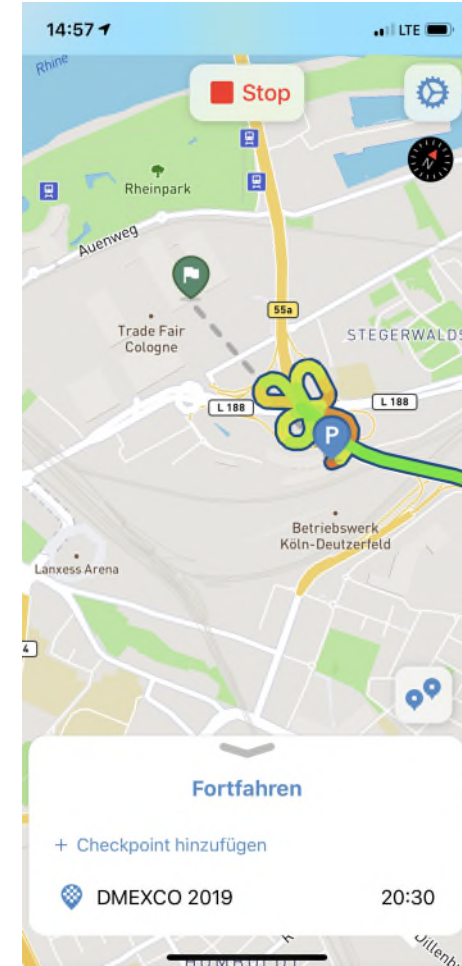 14:57
LTE
Rhine
Stop
N
Rheinpark
Auenweg
55a
Trade Fair
Cologne
STEGERWALDS
L 188
L 188
P
Betriebswerk
Köln-Deutzerfeld
Lanxess Arena
4
Fortfahren
+ Checkpoint hinzufügen
DMEXCO 2019
20:30